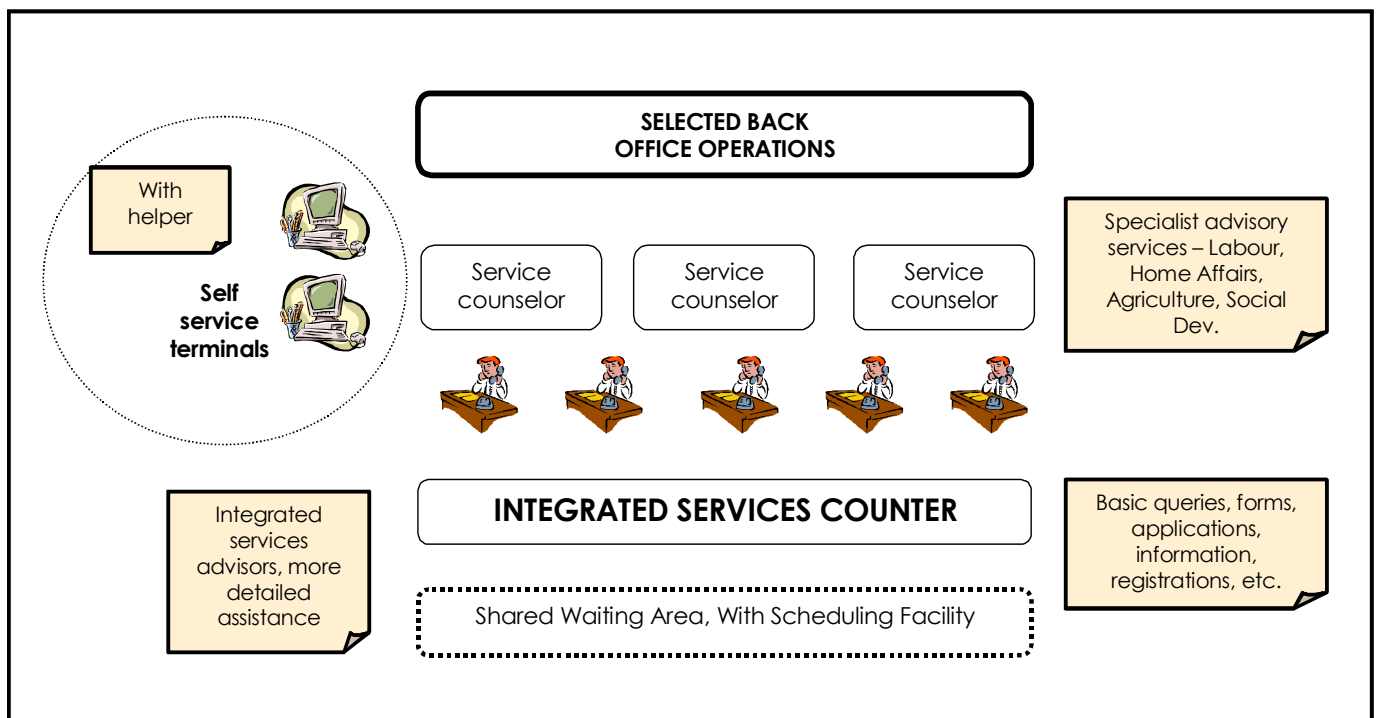 SELECTED BACK
OFFICE OPERATIONS
With
helper
Self
service
terminals
Service
counselor
Service
counselor
Service
counselor
Specialist advisory
services – Labour,
Home Affairs,
Agriculture, Social
Dev.
Integrated
services
advisors, more
detailed
assistance
INTEGRATED SERVICES COUNTER
Basic queries, forms,
applications,
information,
registrations, etc.
Shared Waiting Area, With Scheduling Facility